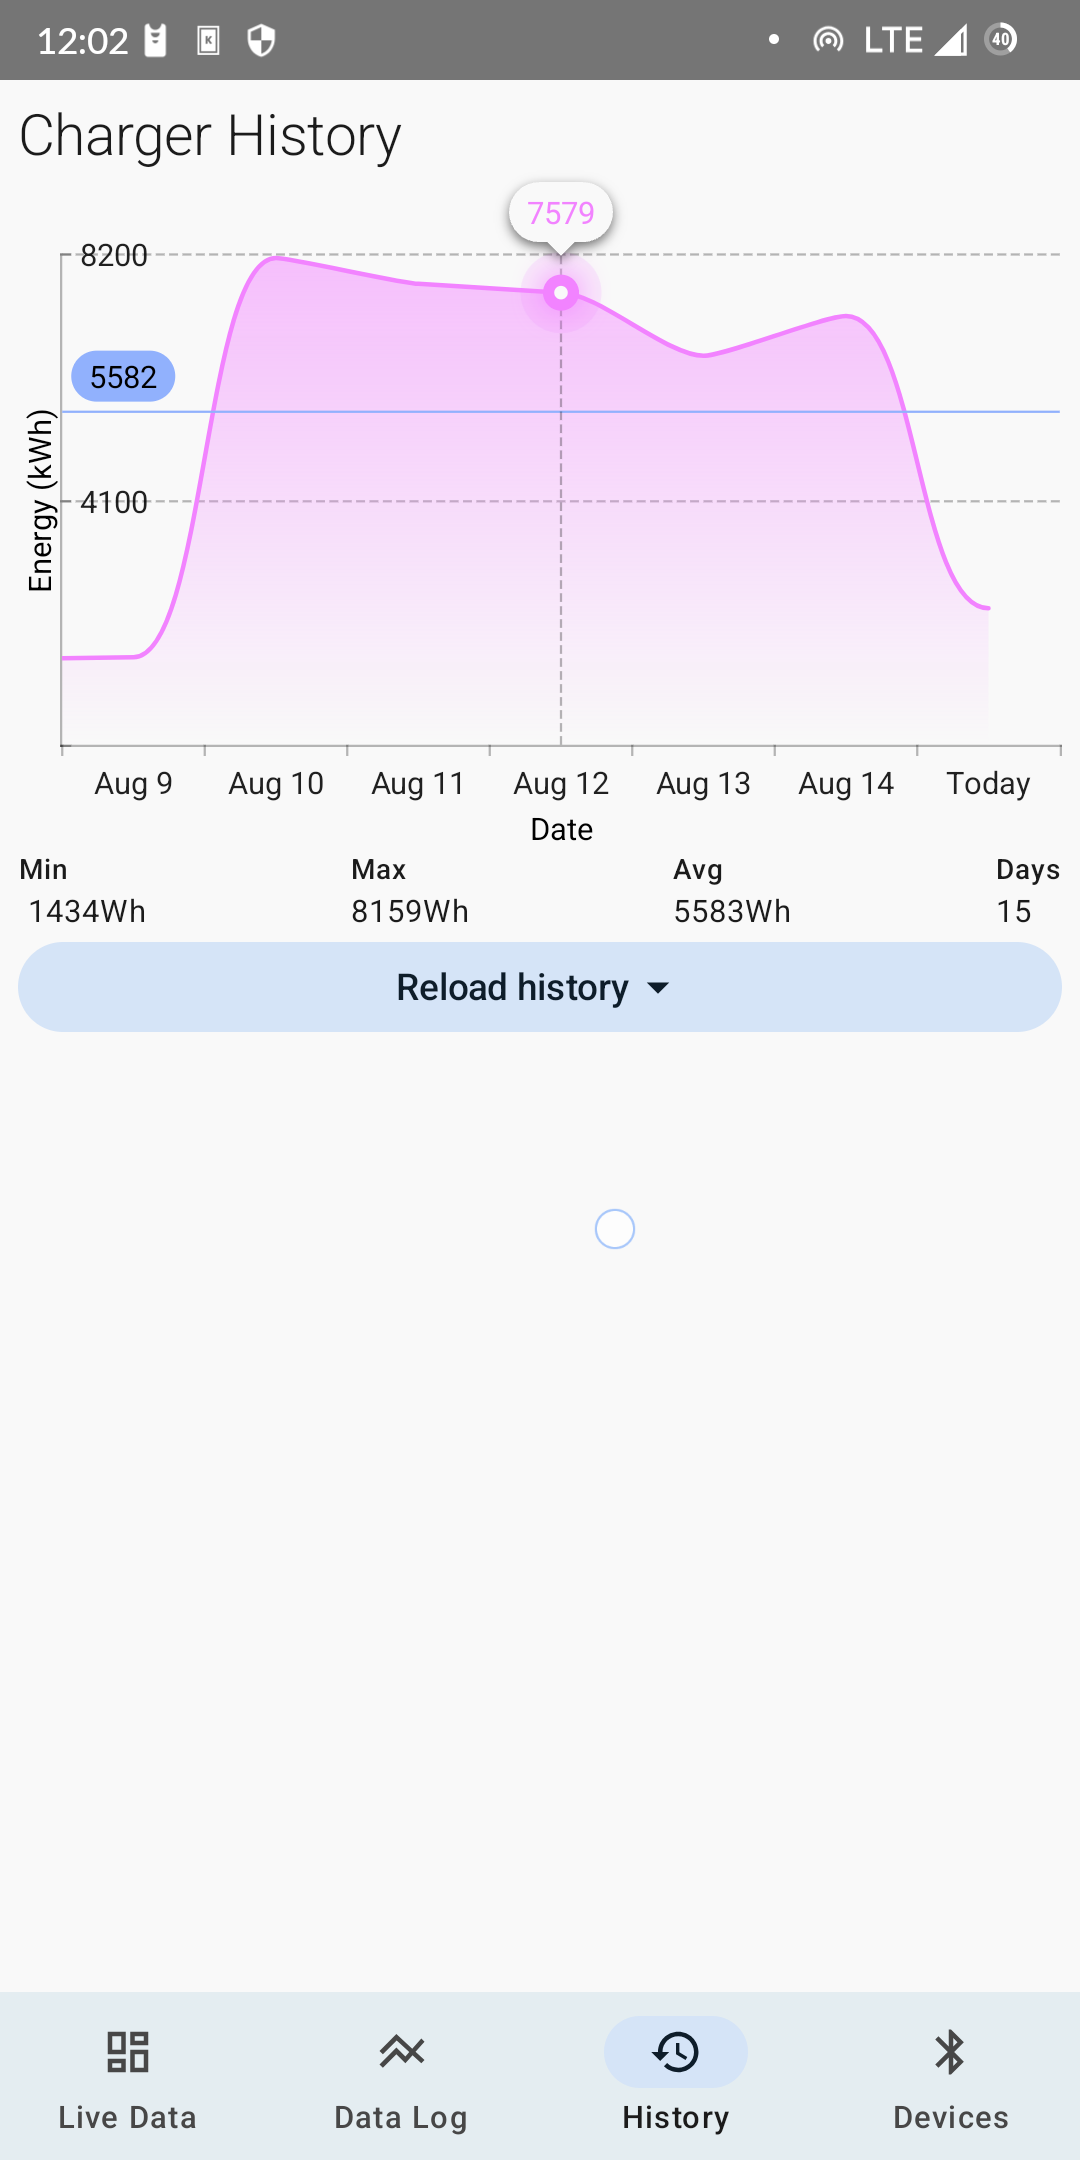 12:02 K LTE 40
Charger History
7579
8200
5582
4100
Energy (kWh)
Aug 9 Aug 10 Aug 11 Aug 12 Aug 13 Aug 14 Today
Date
Min Max Avg Days
1434Wh 8159Wh 5583Wh 15
Reload history
Live Data Data Log History Devices